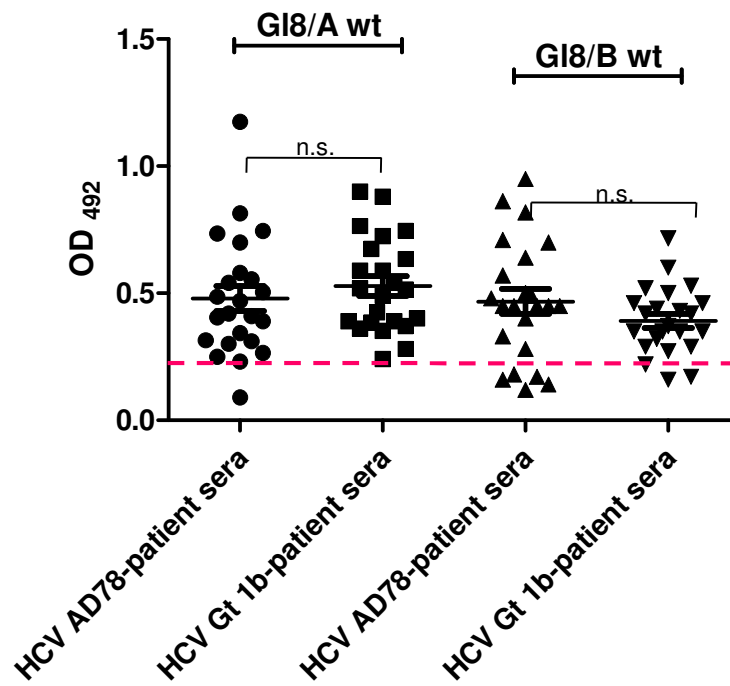 GI8/A wt
GI8/B wt
1.5
1.0
0.5
0.0
OD 492
n.s.
n.s.
HCV AD78-patient sera
HCV Gt 1b-patient sera
HCV AD78-patient sera
HCV Gt 1b-patient sera